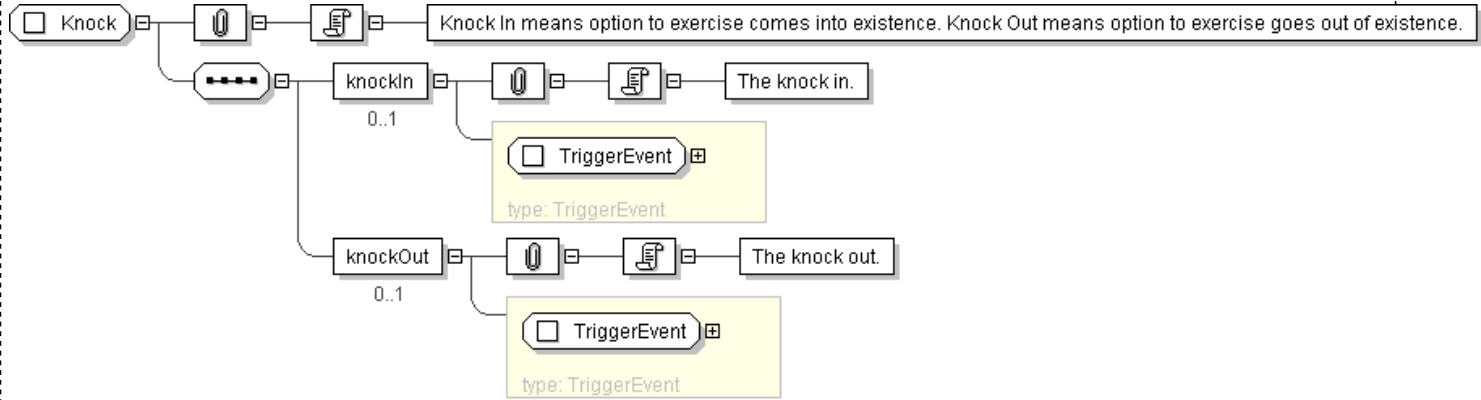 Knock
Knock In means option to exercise comes into existence. Knock Out means option to exercise goes out of existence.
knockIn
The knock in.
0..1
TriggerEvent
type: TriggerEvent
knockOut
The knock out.
0..1
TriggerEvent
type: TriggerEvent